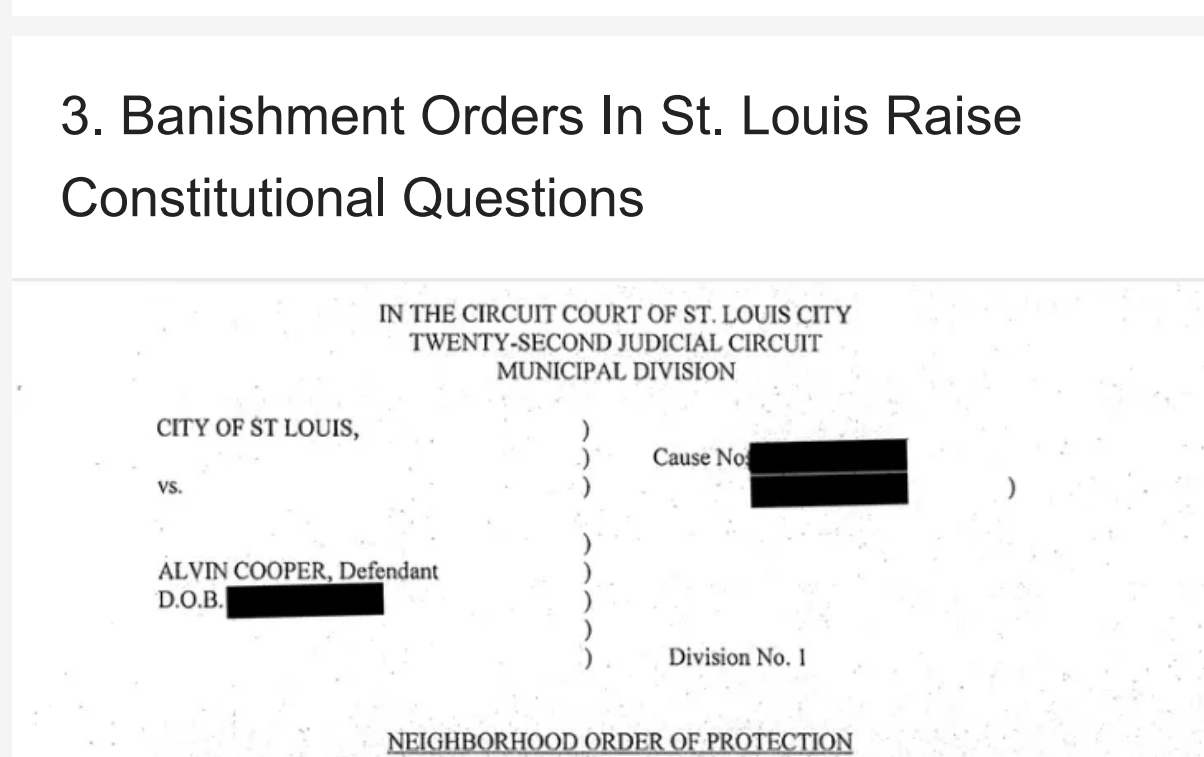 3. Banishment Orders In St. Louis Raise
Constitutional Questions
IN THE CIRCUIT COURT OF ST. LOUIS CITY
TWENTY-SECOND JUDICIAL CIRCUIT
MUNICIPAL DIVISION
CITY OF ST LOUIS, )
) Cause No:
vs. ) )
)
ALVIN COOPER, Defendant )
D.O.B. )
)
) Division No. 1
NEIGHBORHOOD ORDER OF PROTECTION